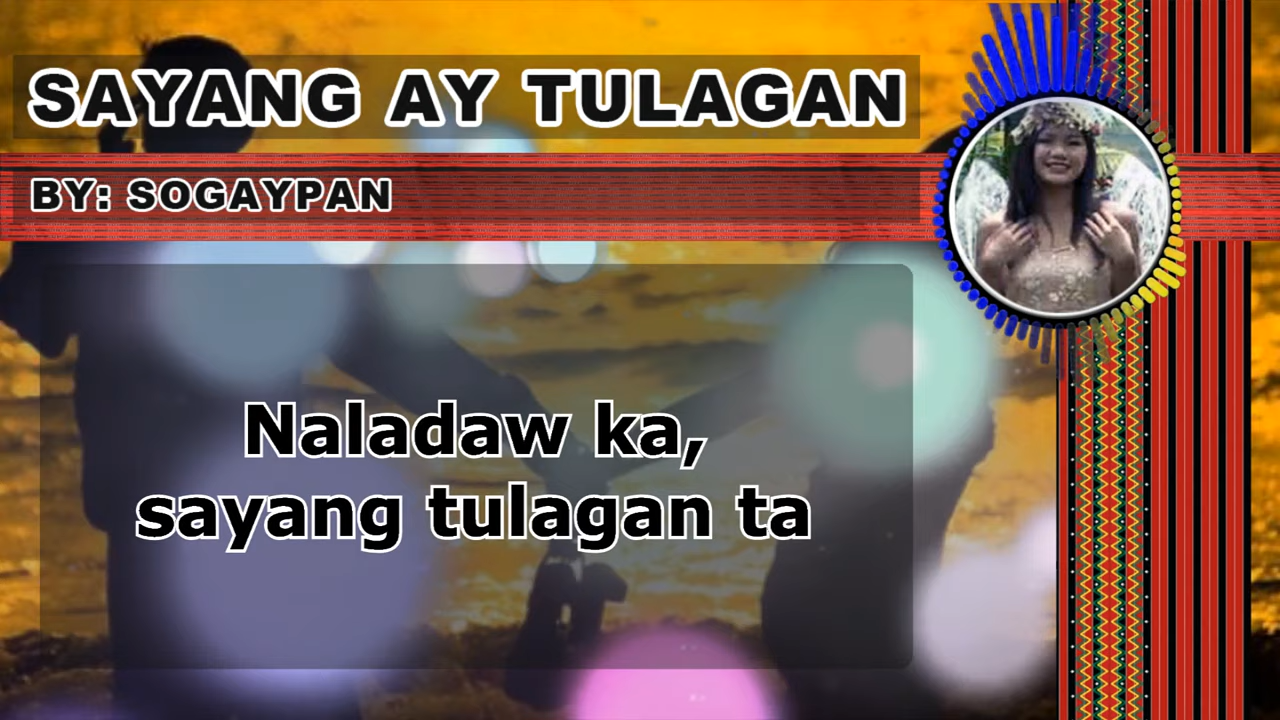 SAYANG AY TULAGAN
BY: SOGAYPAN
Naladaw ka,
sayang tulagan ta